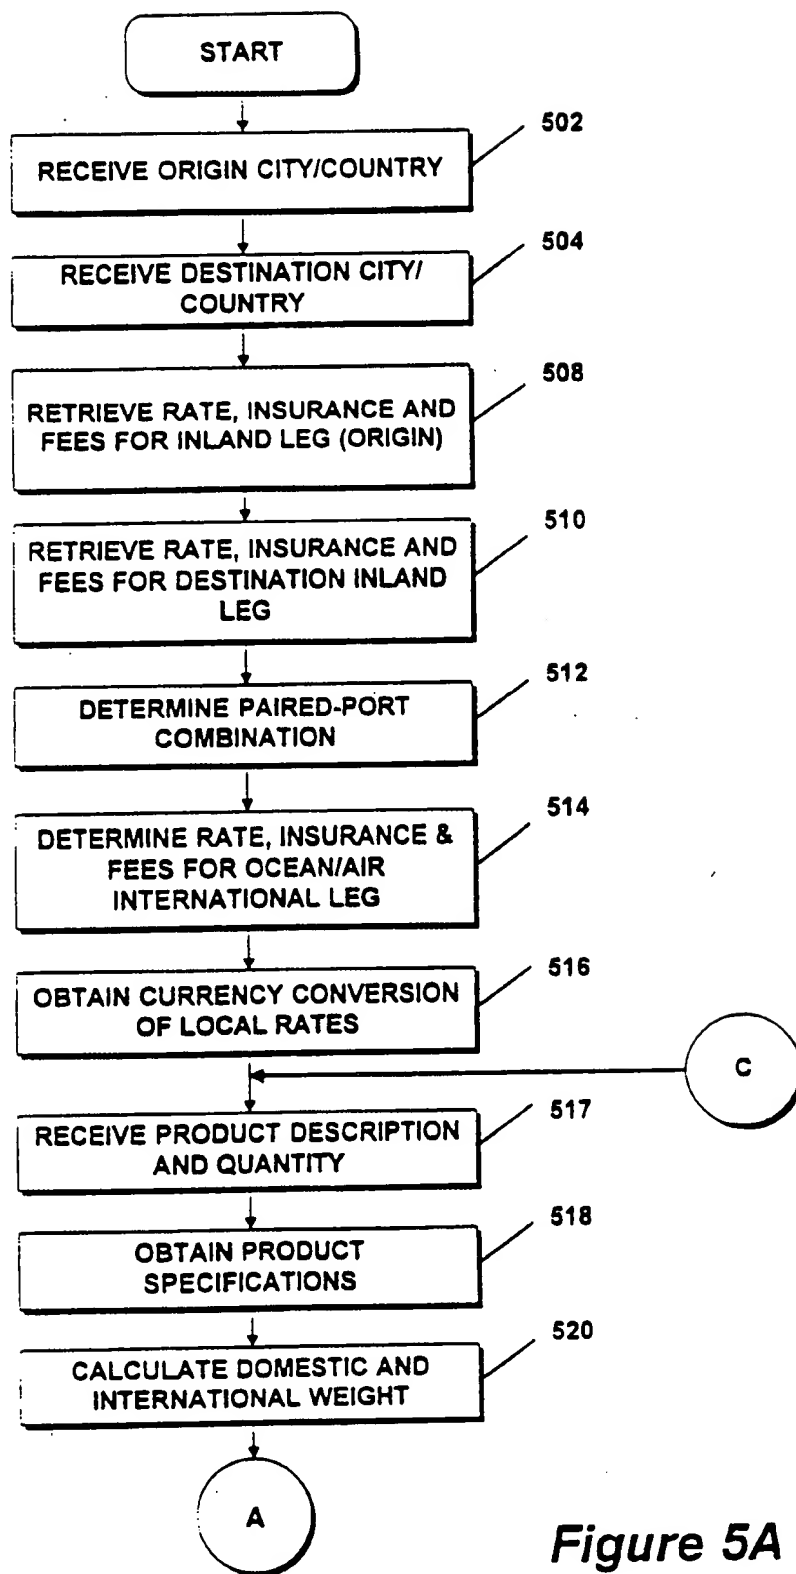 START
502
RECEIVE ORIGIN CITY/COUNTRY
504
RECEIVE DESTINATION CITY/
COUNTRY
508
RETRIEVE RATE, INSURANCE AND
FEES FOR INLAND LEG (ORIGIN)
510
RETRIEVE RATE, INSURANCE AND
FEES FOR DESTINATION INLAND
LEG
512
DETERMINE PAIRED-PORT
COMBINATION
514
DETERMINE RATE, INSURANCE &
FEES FOR OCEAN/AIR
INTERNATIONAL LEG
516
OBTAIN CURRENCY CONVERSION
OF LOCAL RATES
C
517
RECEIVE PRODUCT DESCRIPTION
AND QUANTITY
518
OBTAIN PRODUCT
SPECIFICATIONS
520
CALCULATE DOMESTIC AND
INTERNATIONAL WEIGHT
A
Figure 5A